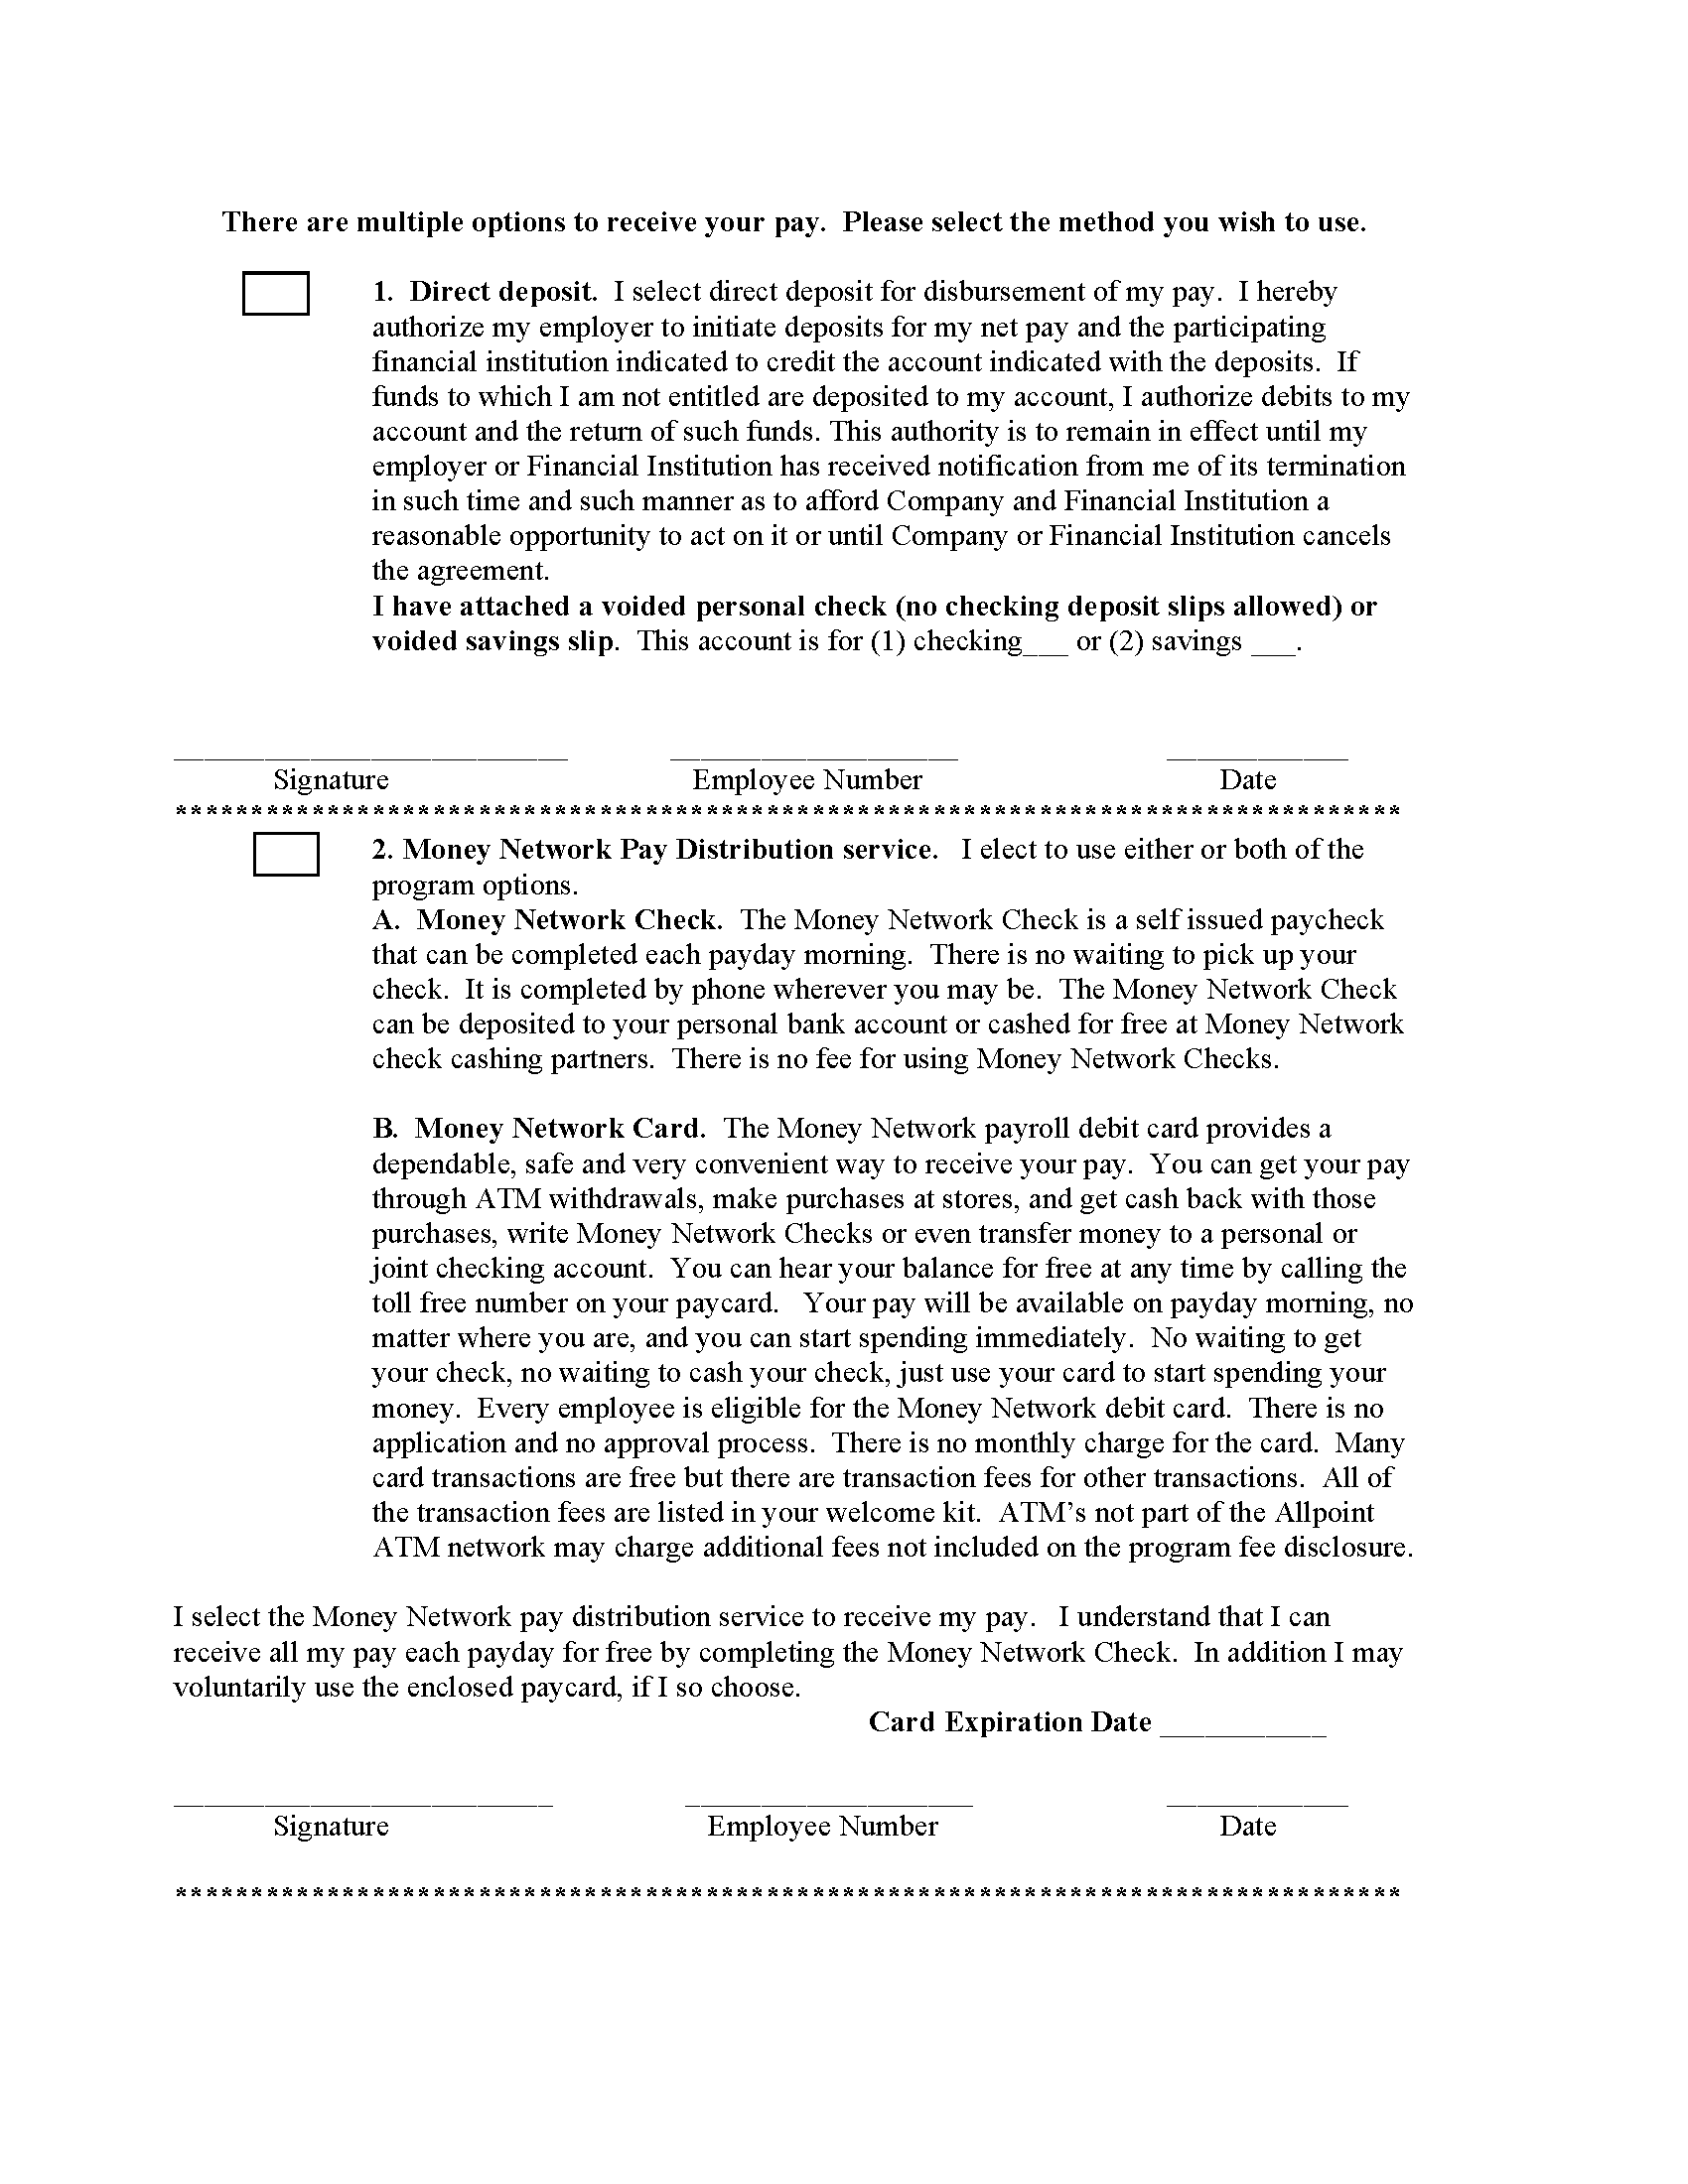 There are multiple options to receive your pay.  Please select the method you wish to use.
1.  Direct deposit.  I select direct deposit for disbursement of my pay.  I hereby
authorize my employer to initiate deposits for my net pay and the participating
financial institution indicated to credit the account indicated with the deposits.  If
funds to which I am not entitled are deposited to my account, I authorize debits to my
account and the return of such funds. This authority is to remain in effect until my
employer or Financial Institution has received notification from me of its termination
in such time and such manner as to afford Company and Financial Institution a
reasonable opportunity to act on it or until Company or Financial Institution cancels
the agreement.
I have attached a voided personal check (no checking deposit slips allowed) or
voided savings slip.  This account is for (1) checking___ or (2) savings ___.
__________________________ ___________________ ____________
Signature Employee Number Date
*********************************************************************************
2. Money Network Pay Distribution service.   I elect to use either or both of the
program options.
A.  Money Network Check.  The Money Network Check is a self issued paycheck
that can be completed each payday morning.  There is no waiting to pick up your
check.  It is completed by phone wherever you may be.  The Money Network Check
can be deposited to your personal bank account or cashed for free at Money Network
check cashing partners.  There is no fee for using Money Network Checks.
B.  Money Network Card.  The Money Network payroll debit card provides a
dependable, safe and very convenient way to receive your pay.  You can get your pay
through ATM withdrawals, make purchases at stores, and get cash back with those
purchases, write Money Network Checks or even transfer money to a personal or
joint checking account.  You can hear your balance for free at any time by calling the
toll free number on your paycard.   Your pay will be available on payday morning, no
matter where you are, and you can start spending immediately.  No waiting to get
your check, no waiting to cash your check, just use your card to start spending your
money.  Every employee is eligible for the Money Network debit card.  There is no
application and no approval process.  There is no monthly charge for the card.  Many
card transactions are free but there are transaction fees for other transactions.  All of
the transaction fees are listed in your welcome kit.  ATM’s not part of the Allpoint
ATM network may charge additional fees not included on the program fee disclosure.
I select the Money Network pay distribution service to receive my pay.   I understand that I can
receive all my pay each payday for free by completing the Money Network Check.  In addition I may
voluntarily use the enclosed paycard, if I so choose.
Card Expiration Date ___________
_________________________ ___________________ ____________
Signature Employee Number Date
*********************************************************************************